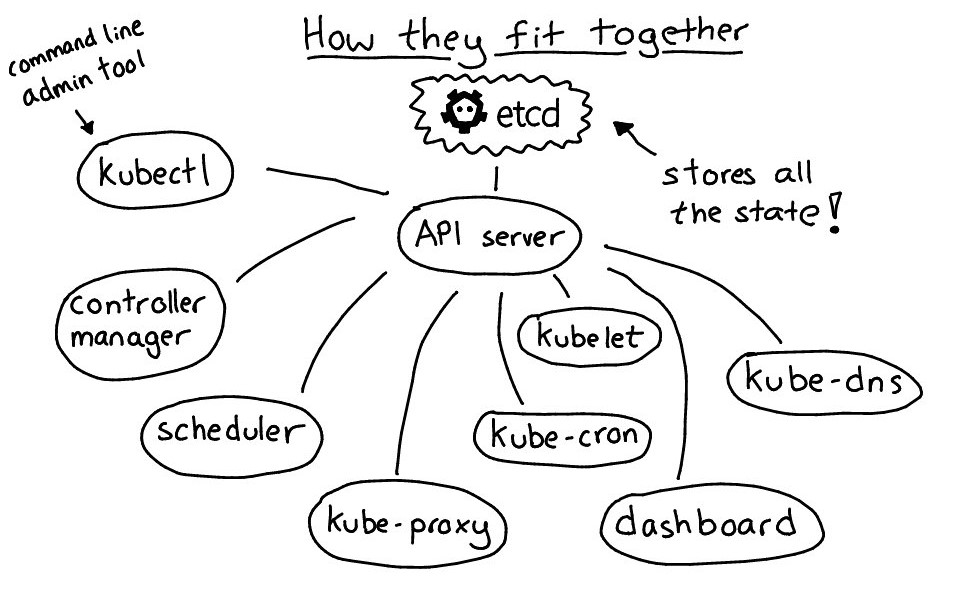 How they fit together
command line
admin tool
etcd
kubectl
stores all
the state!
API server
controller
manager
kubelet
kube-dns
scheduler
kube-cron
kube-proxy
dashboard